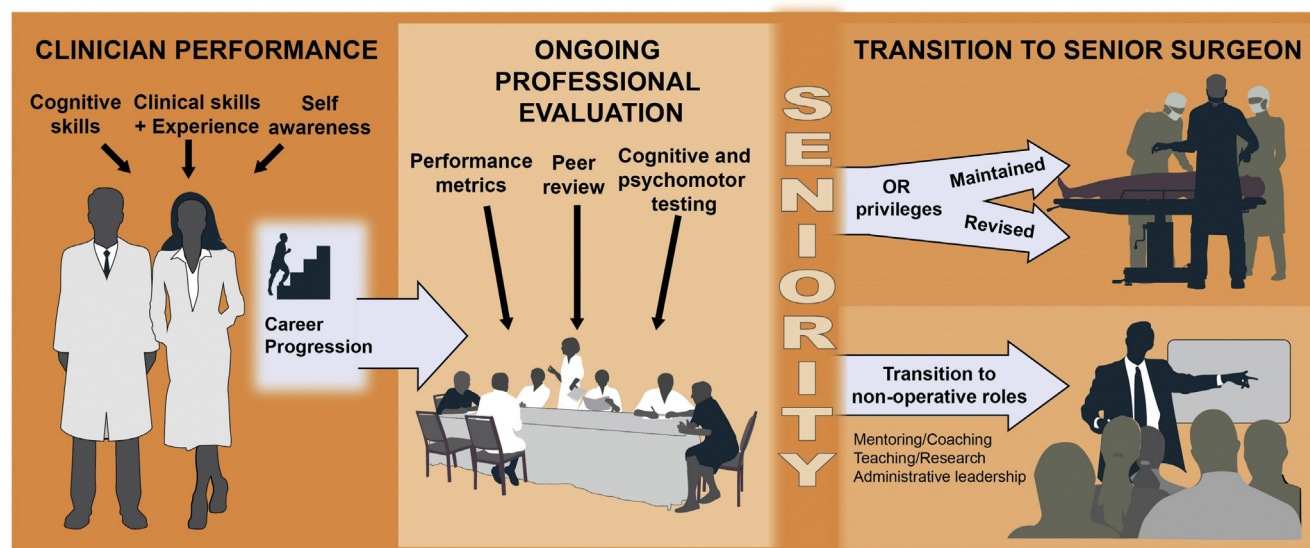 CLINICIAN PERFORMANCE
Cognitive
skills
Clinical skills
+ Experience
Self
awareness
Career
Progression
ONGOING
PROFESSIONAL
EVALUATION
Performance
metrics
Peer
review
Cognitive and
psychomotor
testing
SENIORITY
TRANSITION TO SENIOR SURGEON
OR
privileges
Maintained
Revised
Transition to
non-operative roles
Mentoring/Coaching
Teaching/Research
Administrative leadership